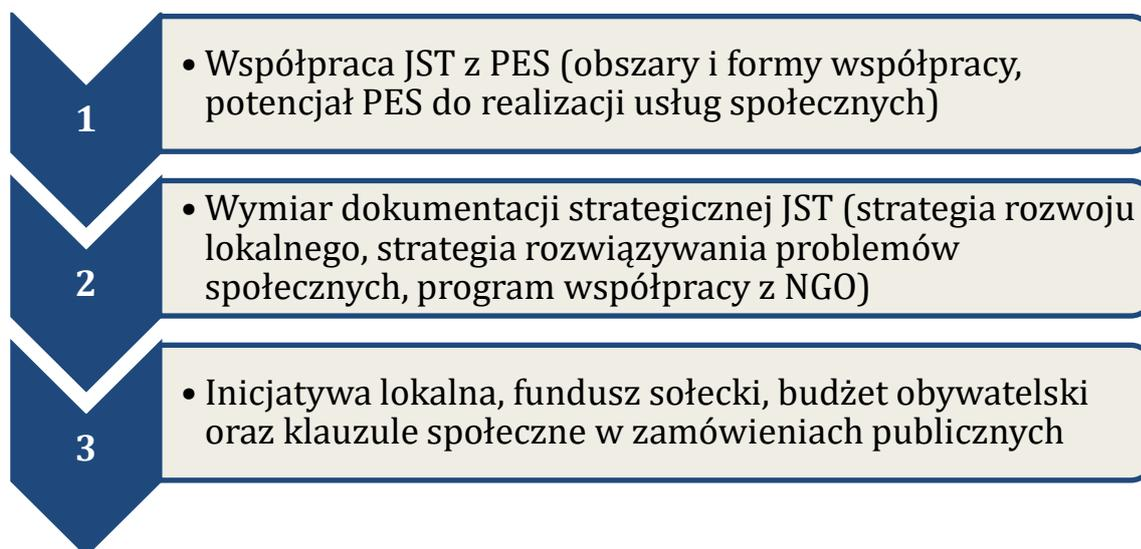 1
• Współpraca JST z PES (obszary i formy współpracy,
potencjał PES do realizacji usług społecznych)
2
• Wymiar dokumentacji strategicznej JST (strategia rozwoju
lokalnego, strategia rozwiązywania problemów
społecznych, program współpracy z NGO)
3
• Inicjatywa lokalna, fundusz sołecki, budżet obywatelski
oraz klauzule społeczne w zamówieniach publicznych